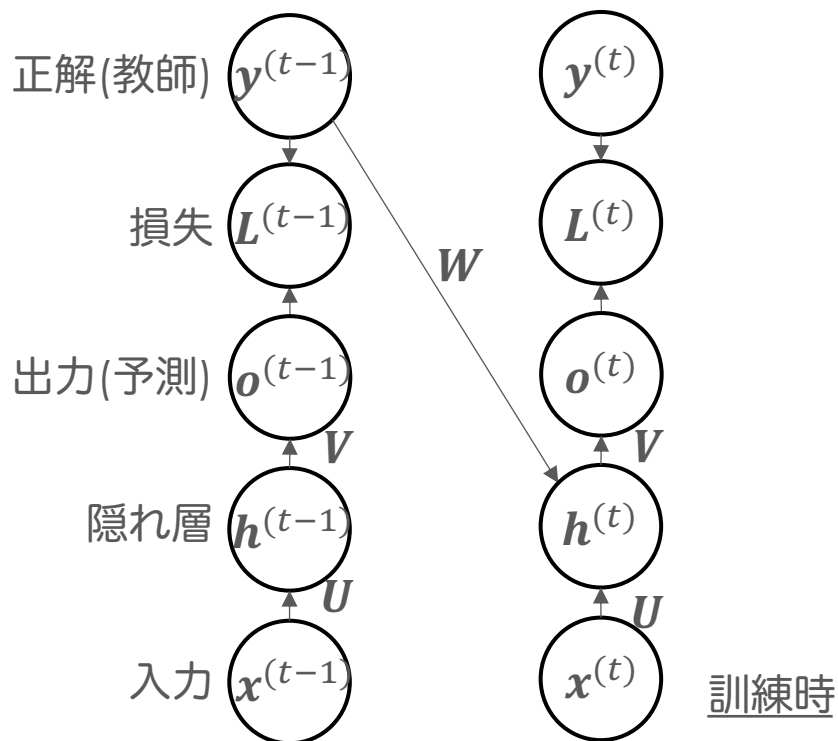 正解(教師) y^(t−1) y^(t)
損失 L^(t−1) L^(t)
W
出力(予測) o^(t−1) o^(t)
V V
隠れ層 h^(t−1) h^(t)
U U
入力 x^(t−1) x^(t)
訓練時